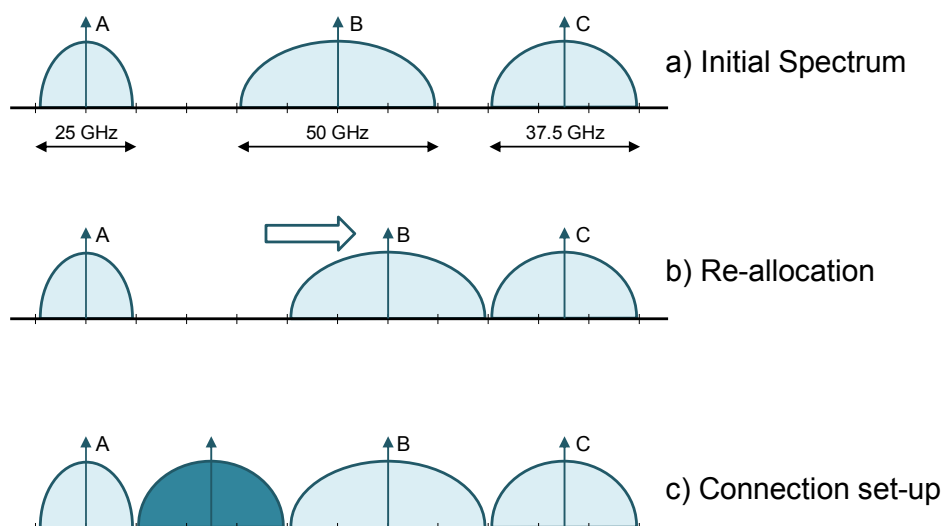 A
B
C
a) Initial Spectrum
25 GHz
50 GHz
37.5 GHz
A
B
C
b) Re-allocation
A
B
C
c) Connection set-up